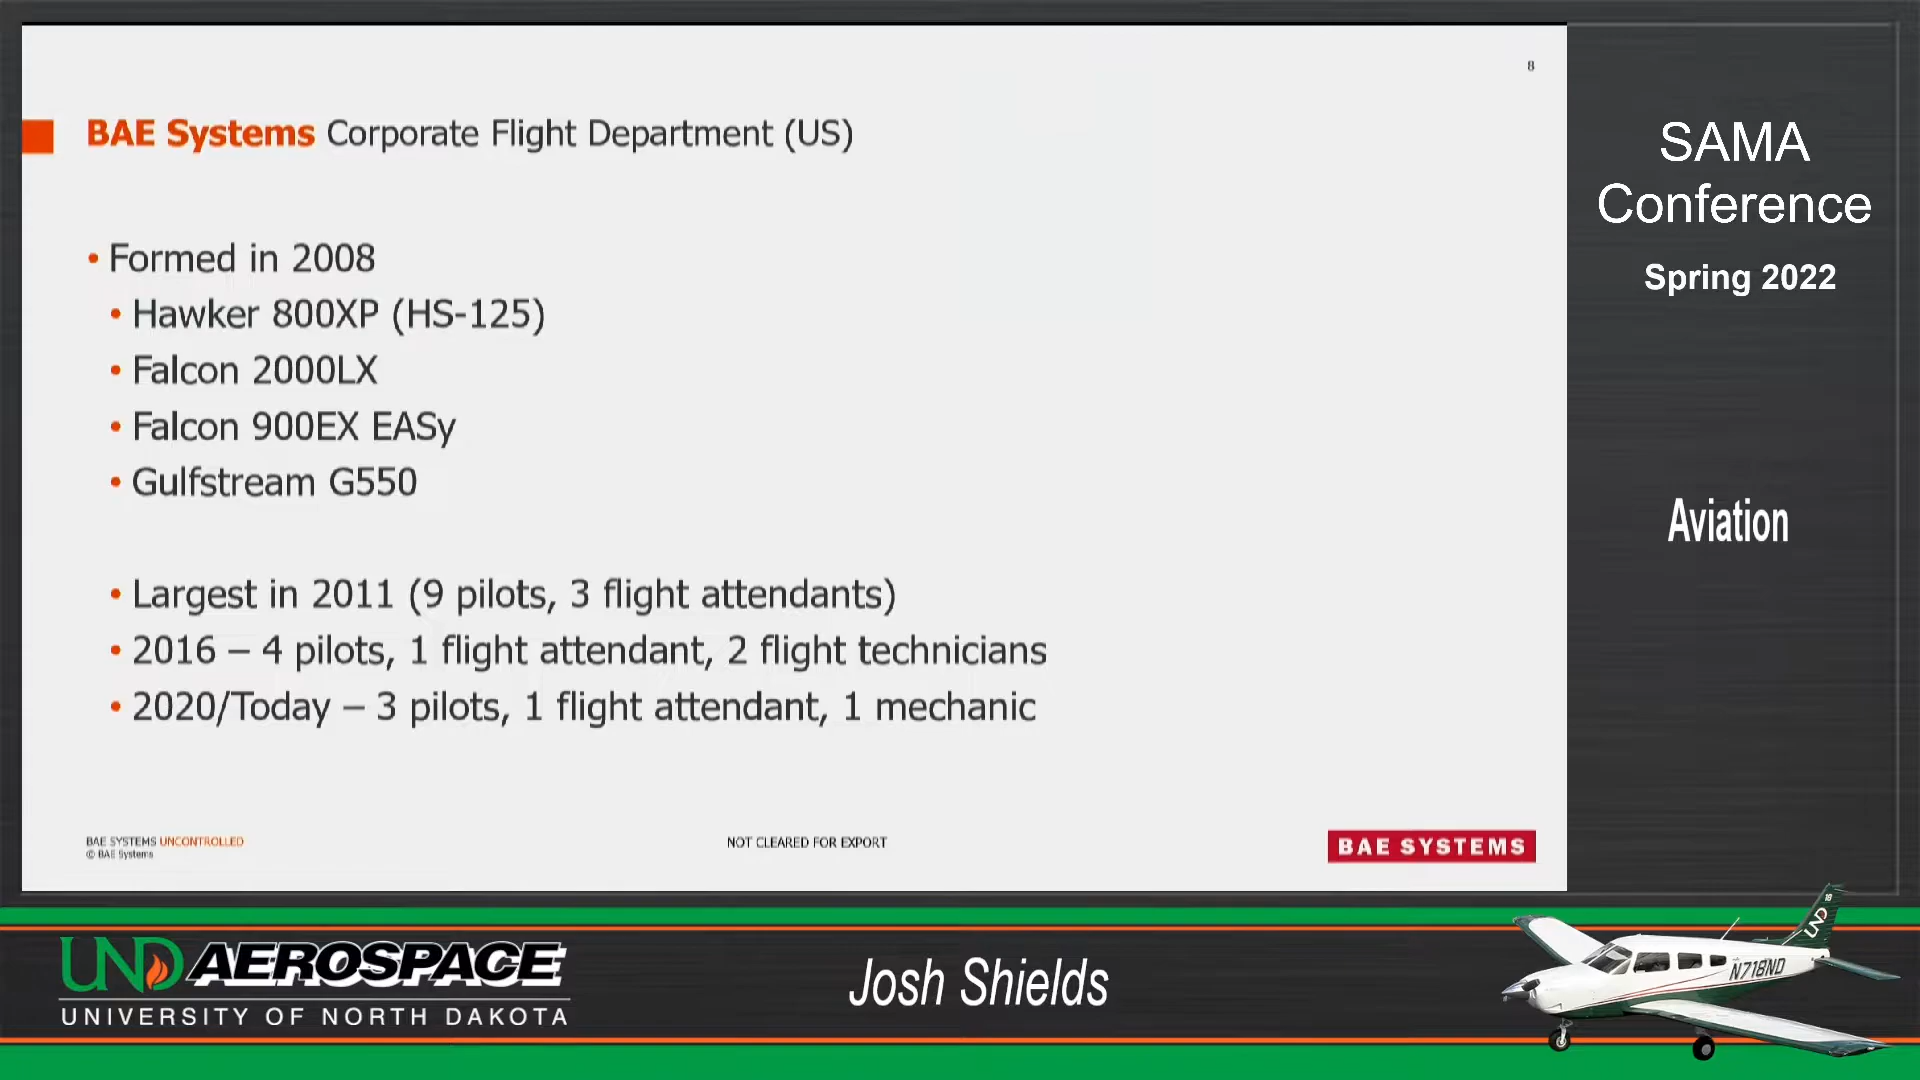 8
BAE Systems Corporate Flight Department (US)
• Formed in 2008
• Hawker 800XP (HS-125)
• Falcon 2000LX
• Falcon 900EX EASy
• Gulfstream G550
• Largest in 2011 (9 pilots, 3 flight attendants)
• 2016 – 4 pilots, 1 flight attendant, 2 flight technicians
• 2020/Today – 3 pilots, 1 flight attendant, 1 mechanic
BAE SYSTEMS UNCONTROLLED
© BAE Systems
NOT CLEARED FOR EXPORT
BAE SYSTEMS
SAMA
Conference
Spring 2022
Aviation
UND AEROSPACE
UNIVERSITY OF NORTH DAKOTA
Josh Shields
UND
18
N718ND